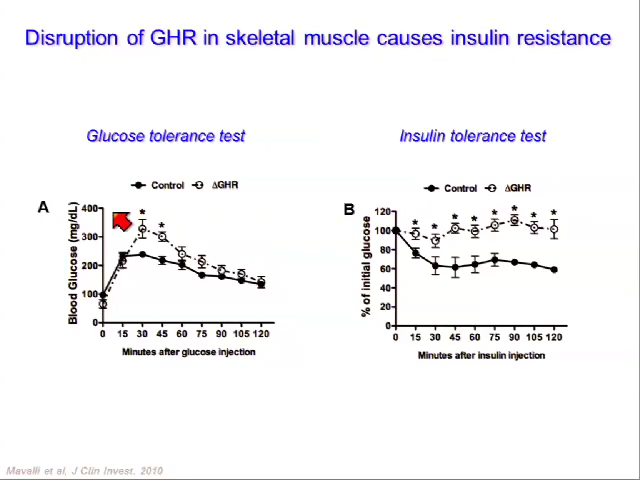 Disruption of GHR in skeletal muscle causes insulin resistance
Glucose tolerance test
Insulin tolerance test
A
Control ΔGHR
Blood Glucose (mg/dL)
400
300
200
100
0
* *
0 15 30 45 60 75 90 105 120
Minutes after glucose injection
B
Control ΔGHR
% of initial glucose
120
100
80
60
40
20
0
* * * * * * * *
0 15 30 45 60 75 90 105 120
Minutes after insulin injection
Mavalli et al, J Clin Invest. 2010